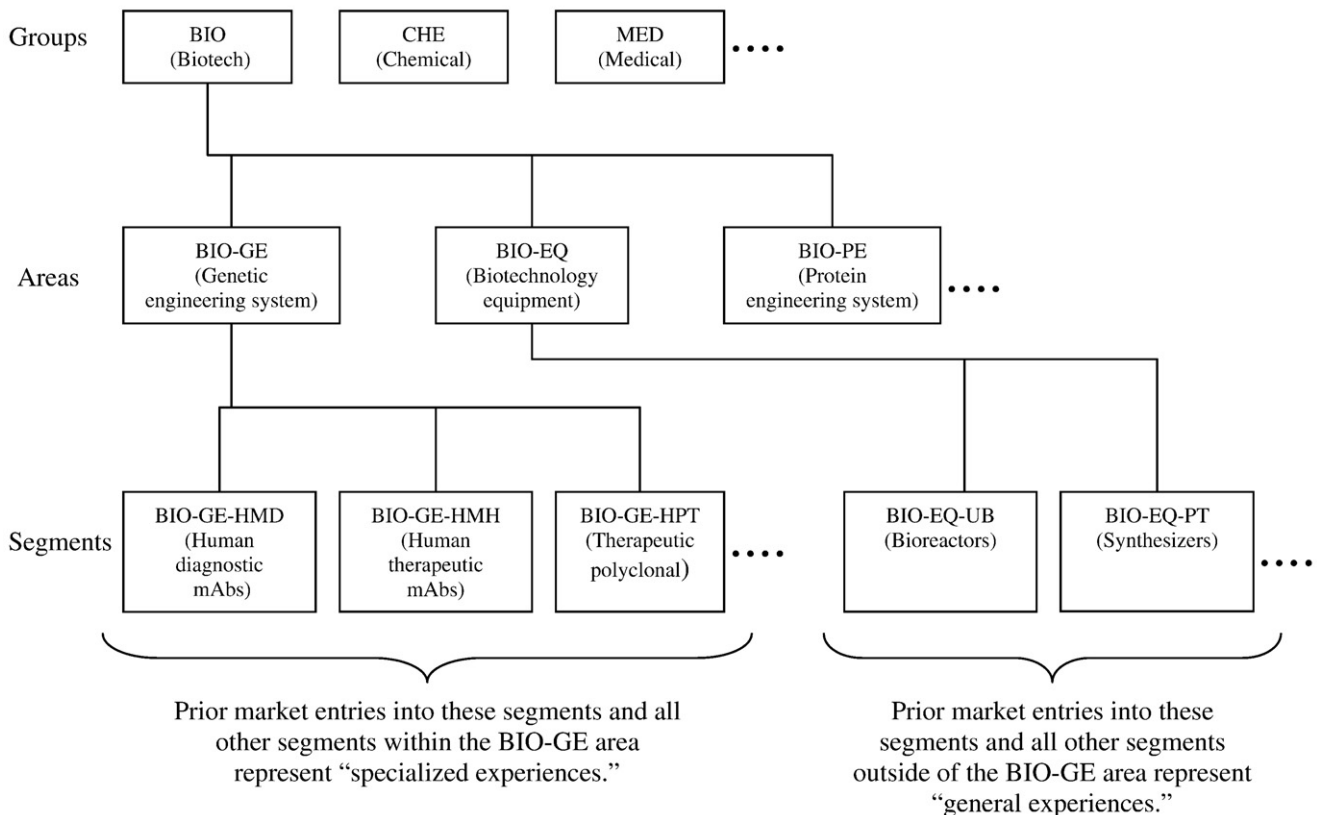 Groups
BIO
(Biotech)
CHE
(Chemical)
MED
(Medical)
....
Areas
BIO-GE
(Genetic
engineering system)
BIO-EQ
(Biotechnology
equipment)
BIO-PE
(Protein
engineering system)
....
Segments
BIO-GE-HMD
(Human
diagnostic
mAbs)
BIO-GE-HMH
(Human
therapeutic
mAbs)
BIO-GE-HPT
(Therapeutic
polyclonal)
....
BIO-EQ-UB
(Bioreactors)
BIO-EQ-PT
(Synthesizers)
....
Prior market entries into these segments and all
other segments within the BIO-GE area
represent “specialized experiences.”
Prior market entries into these
segments and all other segments
outside of the BIO-GE area represent
“general experiences.”